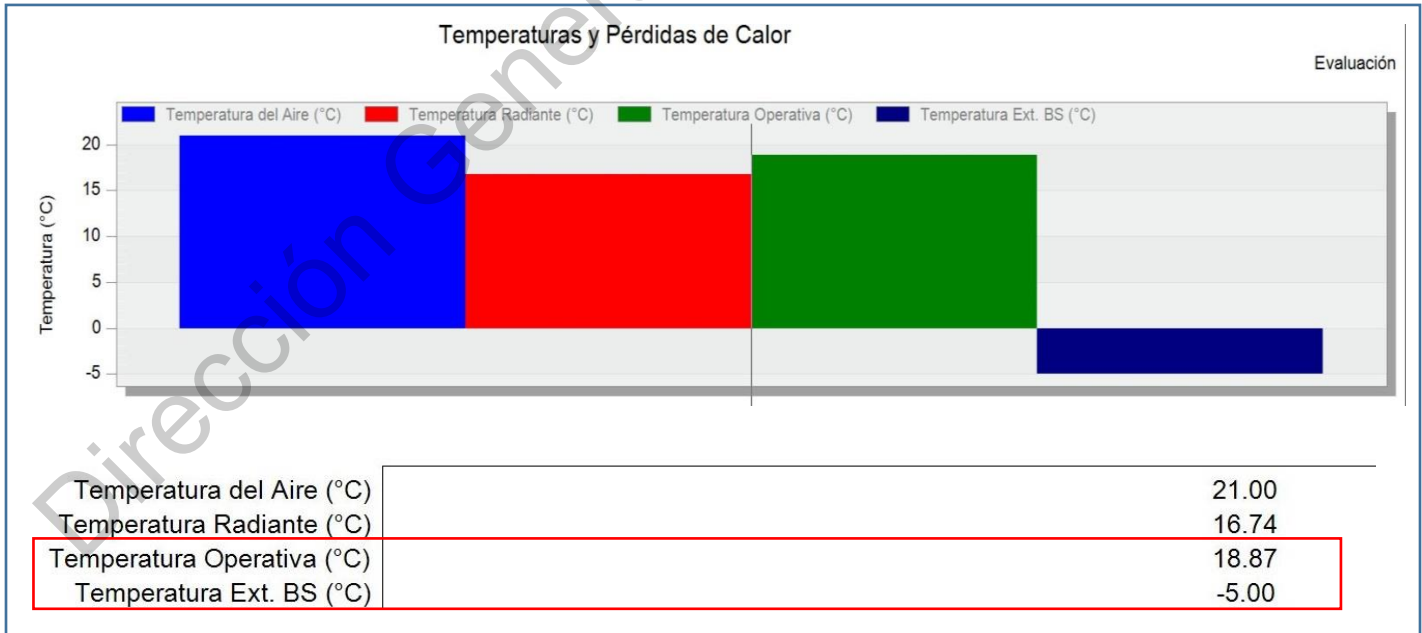 Temperaturas y Pérdidas de Calor
Evaluación
Temperatura del Aire (°C) Temperatura Radiante (°C) Temperatura Operativa (°C) Temperatura Ext. BS (°C)
Temperatura (°C)
20
15
10
5
0
-5
Dirección Gener
Temperatura del Aire (°C) 21.00
Temperatura Radiante (°C) 16.74
Temperatura Operativa (°C) 18.87
Temperatura Ext. BS (°C) -5.00